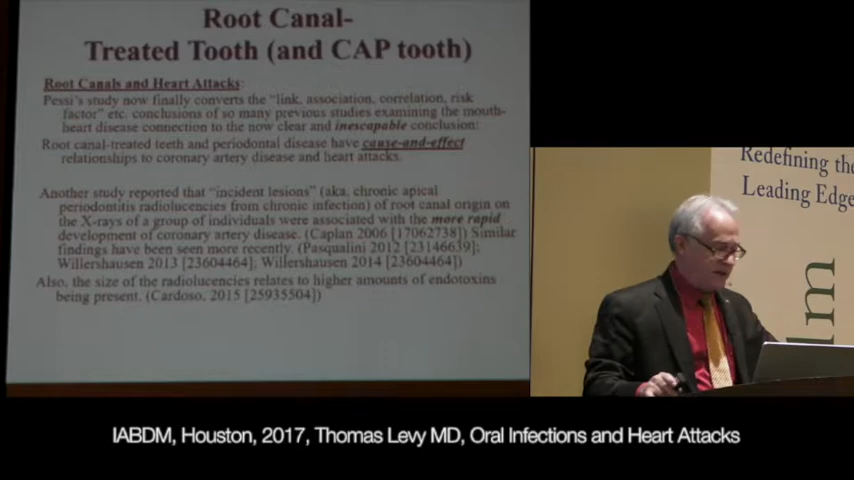 Root Canal-
Treated Tooth (and CAP tooth)
Root Canals and Heart Attacks:
Pessi's study now finally converts the "link, association, correlation, risk
factor" etc. conclusions of so many previous studies examining the mouth-
heart disease connection to the now clear and inescapable conclusion:
Root canal-treated teeth and periodontal disease have cause-and-effect
relationships to coronary artery disease and heart attacks.
Another study reported that "incident lesions" (aka, chronic apical
periodontitis radiolucencies from chronic infection) of root canal origin on
the X-rays of a group of individuals were associated with the more rapid
development of coronary artery disease. (Caplan 2006 [17062738]) Similar
findings have been seen more recently. (Pasqualini 2012 [23146639];
Willershausen 2013 [23604464]; Willershausen 2014 [23604464])
Also, the size of the radiolucencies relates to higher amounts of endotoxins
being present. (Cardoso, 2015 [25935504])
Redefining the
Leading Edge
dm
IABDM, Houston, 2017, Thomas Levy MD, Oral Infections and Heart Attacks